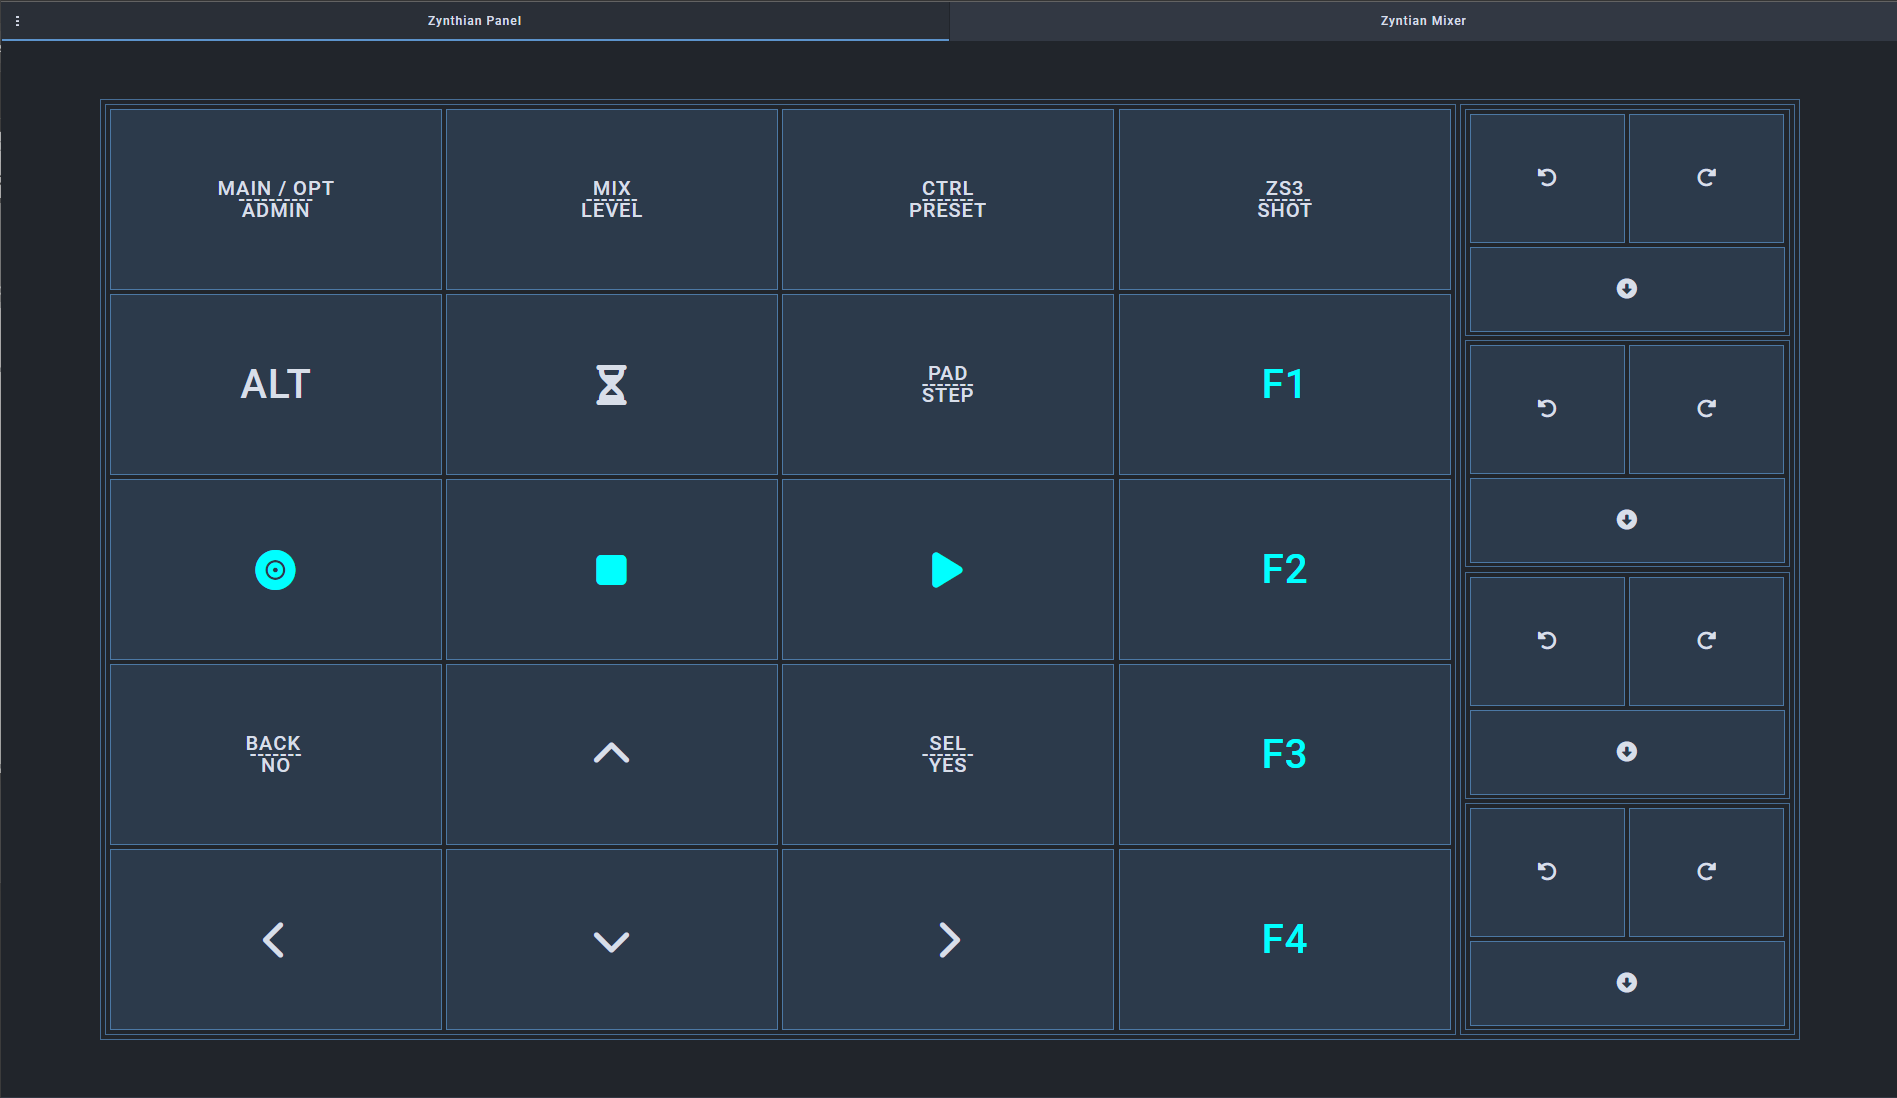 Zynthian Panel
Zyntian Mixer
MAIN / OPT
ADMIN
MIX
LEVEL
CTRL
PRESET
ZS3
SHOT
ALT
PAD
STEP
F1
F2
BACK
NO
SEL
YES
F3
F4